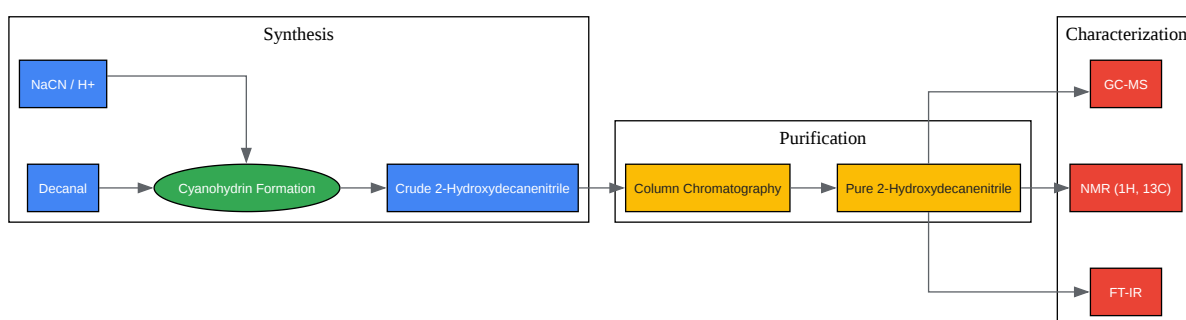 Synthesis
NaCN / H+
Decanal
Cyanohydrin Formation
Crude 2-Hydroxydecanenitrile
Purification
Column Chromatography
Pure 2-Hydroxydecanenitrile
Characterization
GC-MS
NMR (1H, 13C)
FT-IR